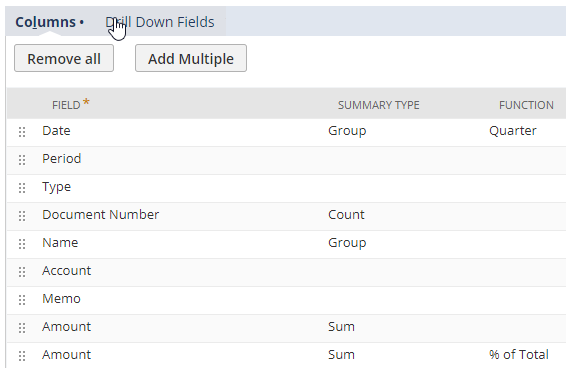 Columns • Drill Down Fields
Remove all Add Multiple
FIELD * SUMMARY TYPE FUNCTION
Date Group Quarter
Period
Type
Document Number Count
Name Group
Account
Memo
Amount Sum
Amount Sum % of Total